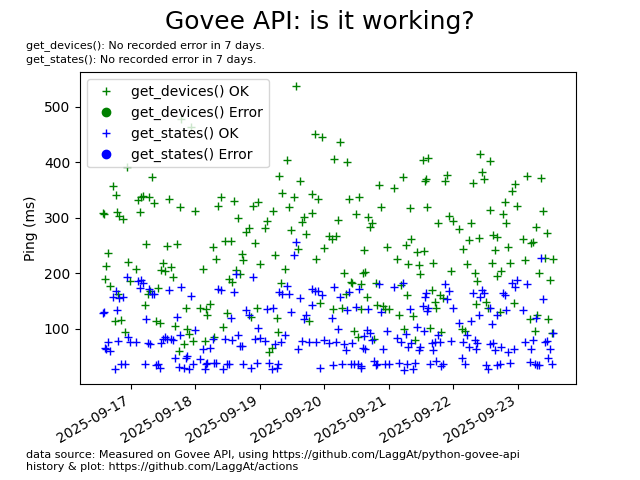 Govee API: is it working?
get_devices(): No recorded error in 7 days.
get_states(): No recorded error in 7 days.
get_devices() OK
get_devices() Error
get_states() OK
get_states() Error
Ping (ms)
500
400
300
200
100
2025-09-17
2025-09-18
2025-09-19
2025-09-20
2025-09-21
2025-09-22
2025-09-23
data source: Measured on Govee API, using https://github.com/LaggAt/python-govee-api
history & plot: https://github.com/LaggAt/actions